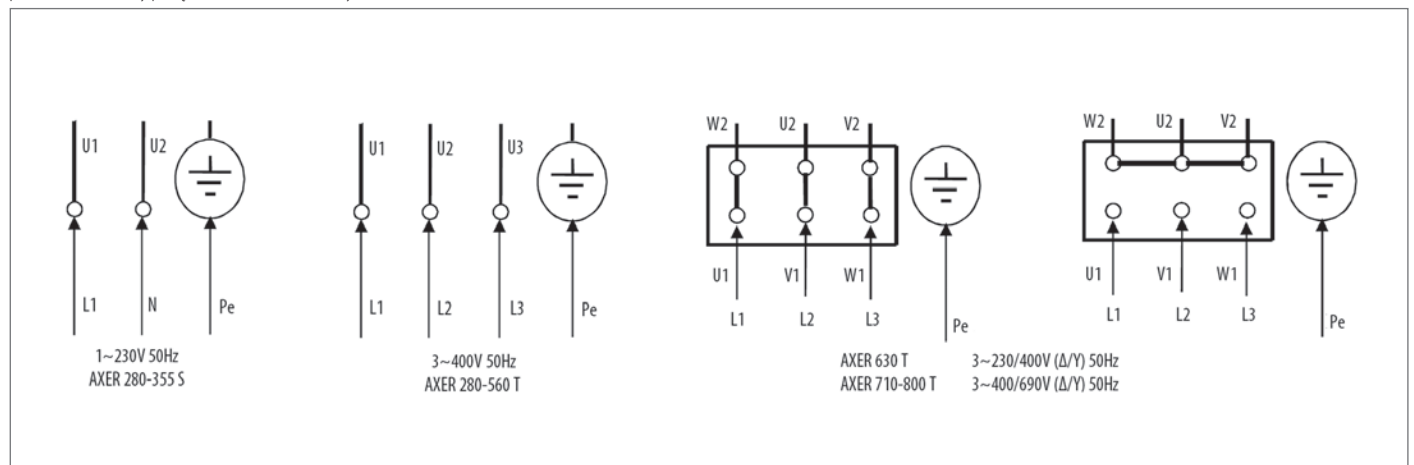 U1 U2
L1 N Pe
1~230V 50Hz
AXER 280-355 S
U1 U2 U3
L1 L2 L3 Pe
3~400V 50Hz
AXER 280-560 T
W2 U2 V2
U1 V1 W1
L1 L2 L3
Pe
W2 U2 V2
U1 V1 W1
L1 L2 L3
Pe
AXER 630 T 3~230/400V (Δ/Y) 50Hz
AXER 710-800 T 3~400/690V (Δ/Y) 50Hz